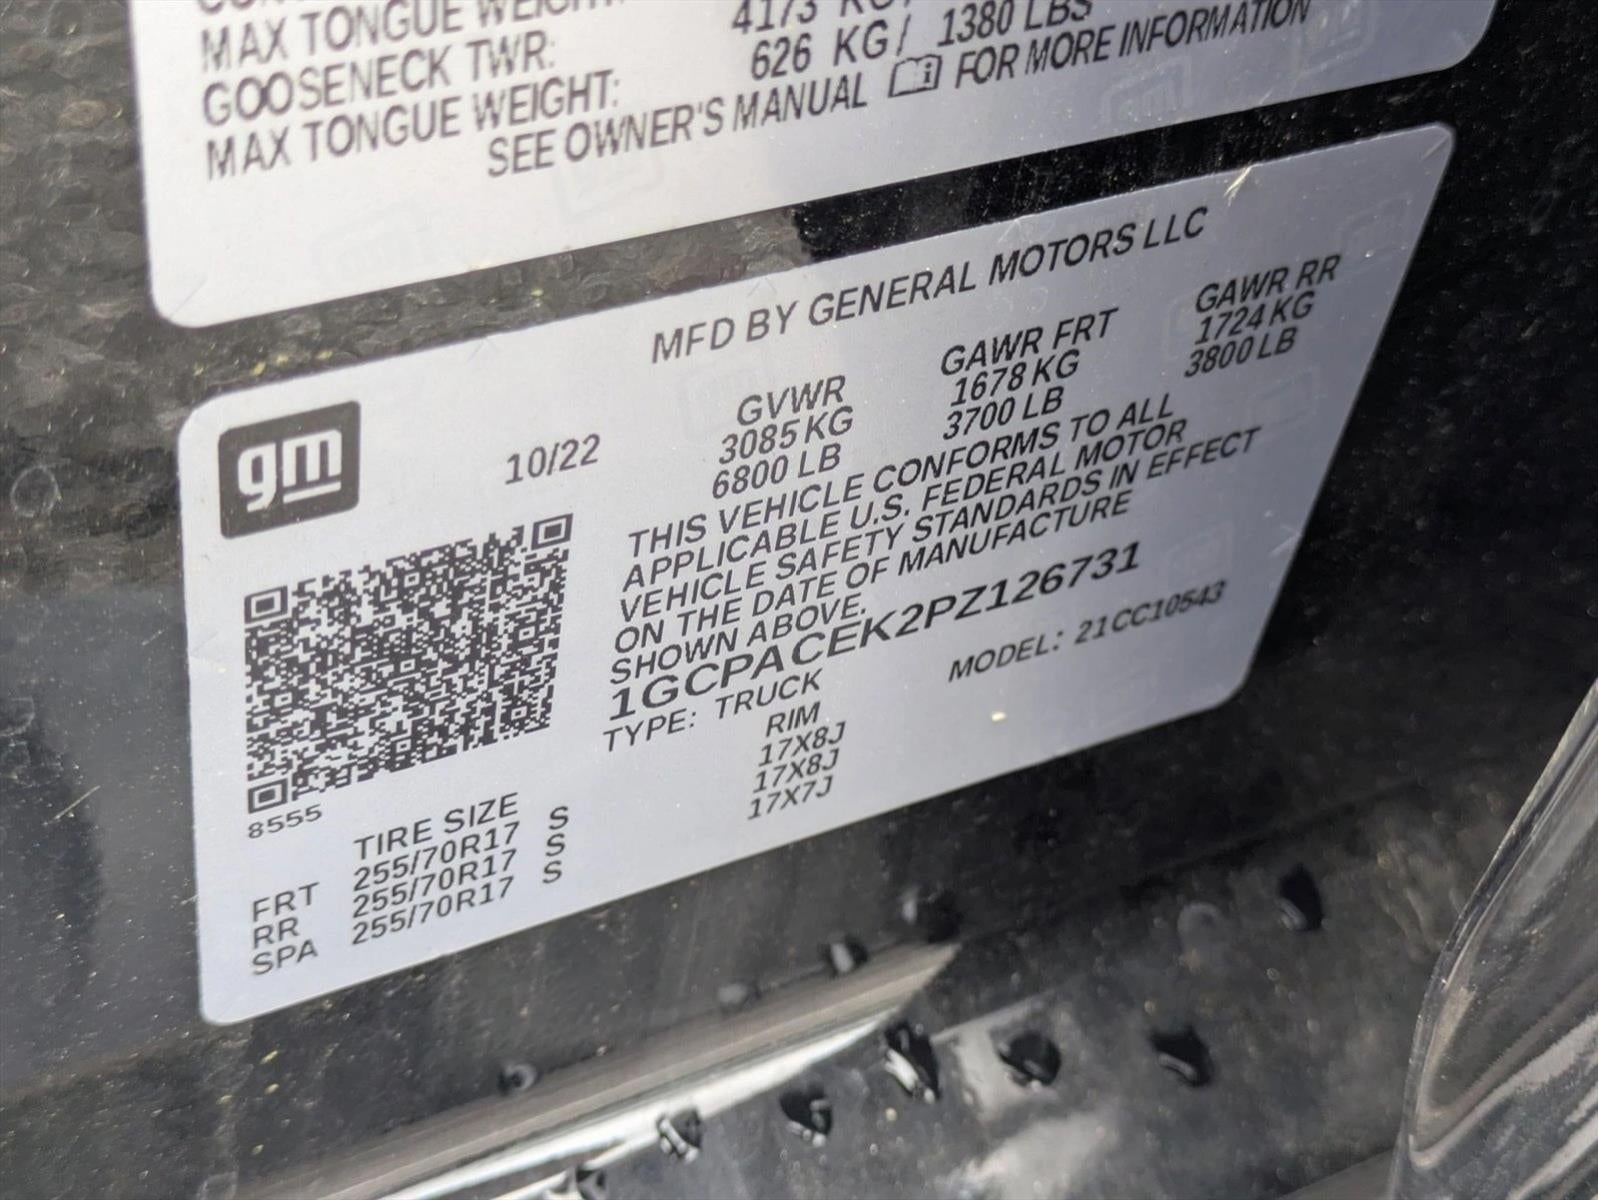 MAX TONGUE WEIGHT:
GOOSENECK TWR: 4173 KG/
MAX TONGUE WEIGHT: 626 KG/ 1380 LBS
SEE OWNER'S MANUAL FOR MORE INFORMATION
MFD BY GENERAL MOTORS LLC
gm
10/22
GVWR GAWR FRT GAWR RR
3085 KG 1678 KG 1724 KG
6800 LB 3700 LB 3800 LB
THIS VEHICLE CONFORMS TO ALL
APPLICABLE U.S. FEDERAL MOTOR
VEHICLE SAFETY STANDARDS IN EFFECT
ON THE DATE OF MANUFACTURE
SHOWN ABOVE.
1GCPACEK2PZ126731
TYPE: TRUCK MODEL: 21CC10543
8555
TIRE SIZE RIM
FRT 255/70R17 S 17X8J
RR 255/70R17 S 17X8J
SPA 255/70R17 S 17X7J